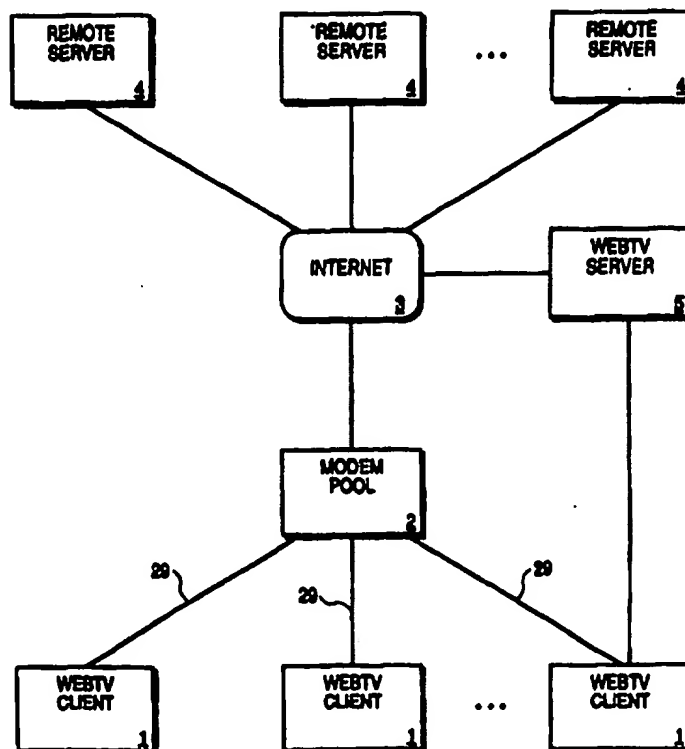 REMOTE SERVER 4
REMOTE SERVER 4
...
REMOTE SERVER 4
INTERNET 3
WEBTV SERVER 5
MODEM POOL 2
29
29
29
WEBTV CLIENT 1
WEBTV CLIENT 1
...
WEBTV CLIENT 1